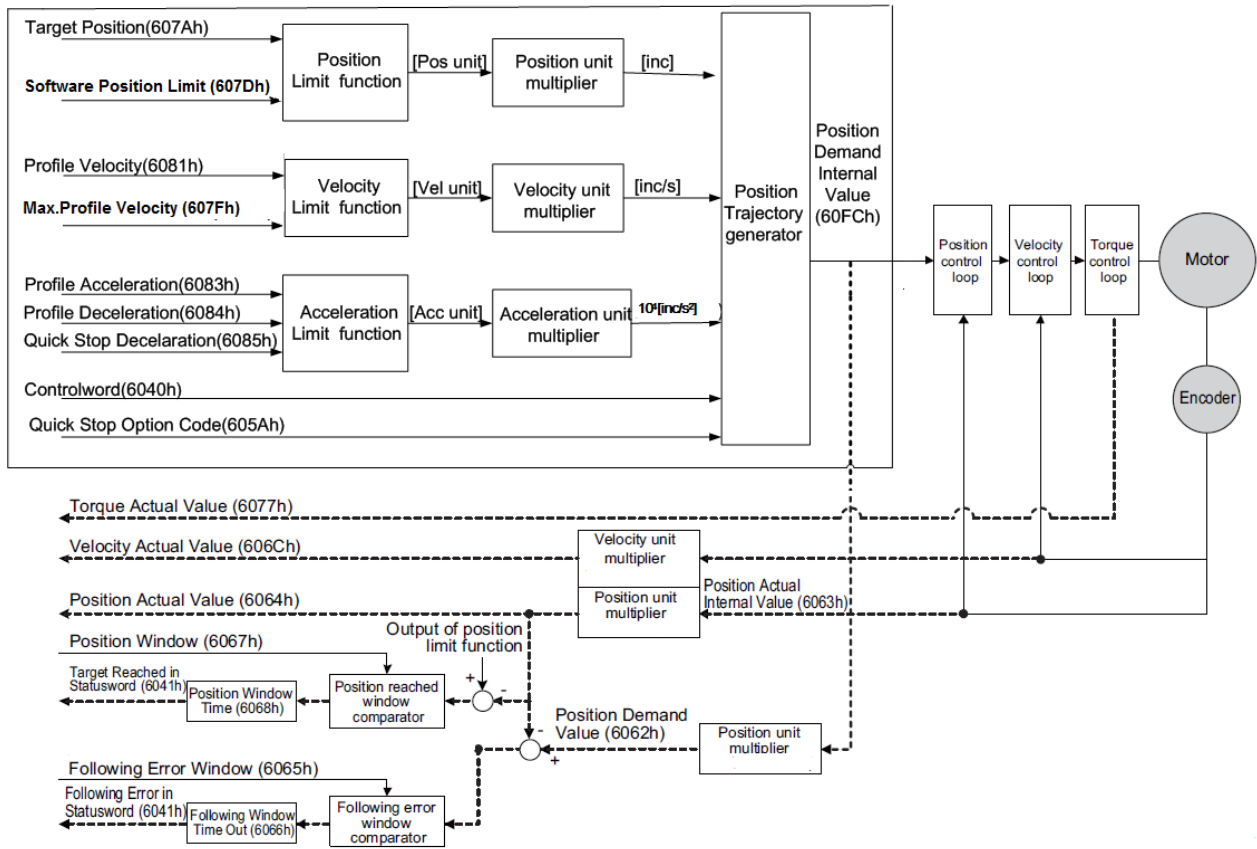 Target Position(607Ah)
Software Position Limit (607Dh)
Position
Limit function
[Pos unit]
Position unit
multiplier
[inc]
Profile Velocity(6081h)
Max.Profile Velocity (607Fh)
Velocity
Limit function
[Vel unit]
Velocity unit
multiplier
[inc/s]
Profile Acceleration(6083h)
Profile Deceleration(6084h)
Quick Stop Decelaration(6085h)
Acceleration
Limit function
[Acc unit]
Acceleration unit
multiplier
10⁴[inc/s²]
)
Controlword(6040h)
Quick Stop Option Code(605Ah)
Position
Trajectory
generator
Position
Demand
Internal
Value
(60FCh)
Position
control
loop
Velocity
control
loop
Torque
control
loop
Motor
Encoder
Torque Actual Value (6077h)
Velocity Actual Value (606Ch)
Velocity unit
multiplier
Position Actual Value (6064h)
Position unit
multiplier
Position Actual
Internal Value (6063h)
Position Window (6067h)
Output of position
limit function
Target Reached in
Statusword (6041h)
Position Window
Time (6068h)
Position reached
window
comparator
+
-
Position Demand
Value (6062h)
-
+
Position unit
multiplier
Following Error Window (6065h)
Following Error in
Statusword (6041h)
Following Window
Time Out (6066h)
Following error
window
comparator